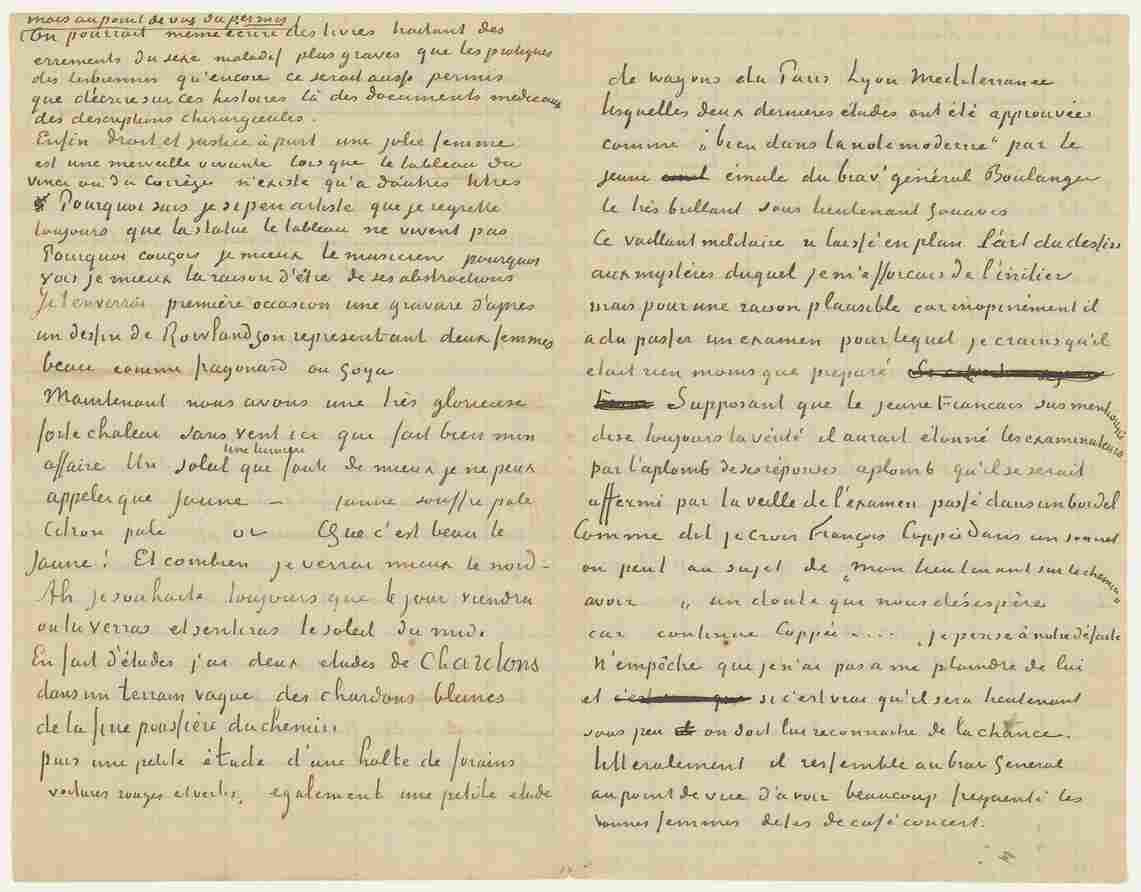 mais au point de vue du permis
(On pourrait même écrire des livres traitant des
errements du sexe maladif plus graves que les pratiques
des lesbiennes qu'encore ce serait aussi permis
que décrire sur ces histoires là des documents médicaux
des descriptions chirurgicales.
Enfin droit et justice à part une jolie femme
est une merveille vivante lorsque le tableau du
Vinci ou du Corrège n'existe qu'à d'autres titres
Pourquoi suis je si peu artiste que je regrette
toujours que la statue le tableau ne vivent pas
Pourquoi conçois je mieux le musicien pourquoi
vois je mieux la raison d'être de ses abstractions
Je t'enverrai première occasion une gravure d'après
un dessin de Rowlandson representant deux femmes
beau comme fragonard ou Goya
Maintenant nous avons une très glorieuse
forte chaleur sans vent ici que fait bien mon
affaire Un soleil une lumière que faute de mieux je ne peux
appeler que jaune – jaune souffre pale
citron pale or Que c'est beau le
Jaune! Et combien je verrai mieux le nord –
Ah je souhaite toujours que le jour viendra
ou tu verras et sentiras le soleil du midi
En fait d'études j'ai deux etudes de Chardons
dans un terrain vague des chardons blancs
de la fine poussière du chemin.
puis une petite étude d'une halte de forains
voitures rouges et vertes, egalement une petite etude
de wagons du Paris Lyon Mediterranee
lesquelles deux dernieres études ont été approuvées
comme „bien dans la note moderne" par le
jeune émule du brav' général Boulanger
le très brillant sous lieutenant zouaves
Ce vaillant militaire a laissé en plan l'art du dessin
aux mystères duquel je m'efforcais de l'initier
mais pour une raison plausible car inopinément il
a du passer un examen pour lequel je crains qu'il
etait rien moins que preparé
Supposant que le jeune Francais sus mentionné
dise toujours la vérité il aurait étonné les examinateurs
par l'aplomb de ses réponses aplomb qu'il se serait
affermi par la veille de l'examen passé dans un bordel
Comme dit je crois François Coppée dans un sonnet
on peut au sujet de „mon lieutenant sur le chemin"
avoir „ un doute qui nous désespère
car continue Coppée .... „je pense à notre défaite
N'empêche que je n'ai pas a me plaindre de lui
et si c'est vrai qu'il sera lieutenant
sous peu on doit lui reconnaitre de la chance.
litteralement il ressemble au brav General
au point de vue d'avoir beaucoup frequenté les
bonnes femmes dites de café concert.